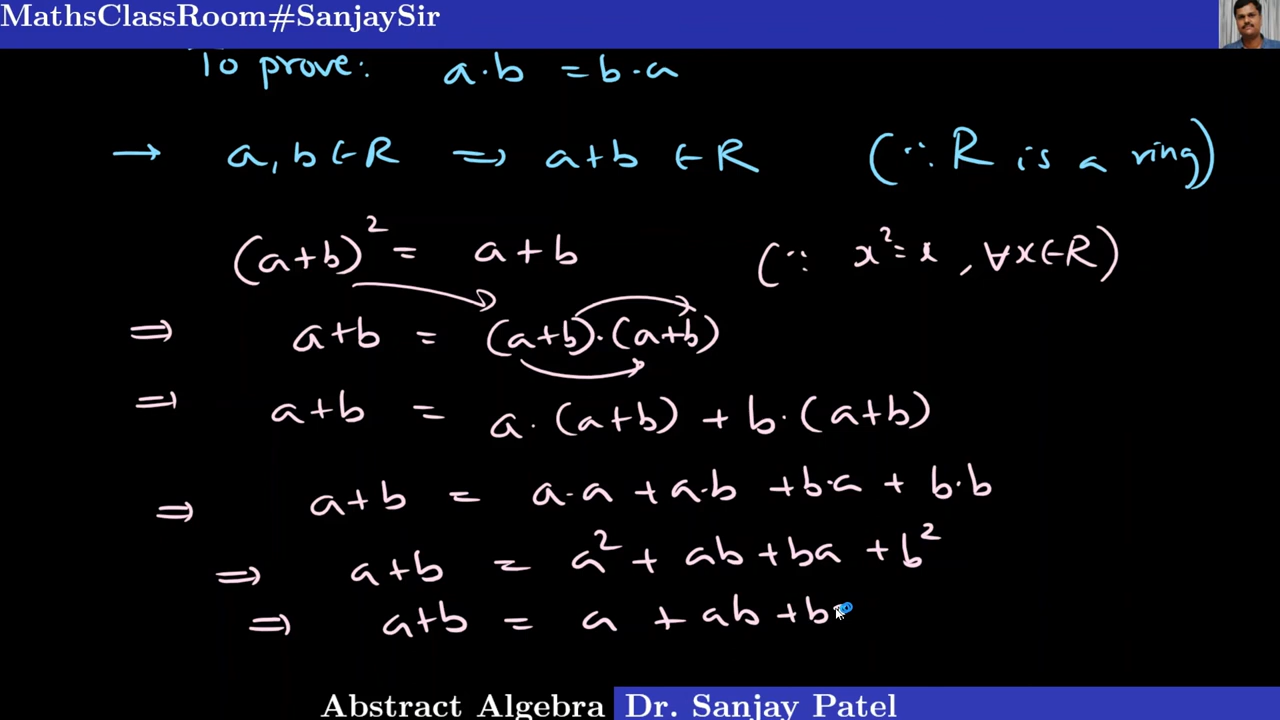 MathsClassRoom#SanjaySir
To prove: a·b = b·a
→ a, b ∈ R ⇒ a+b ∈ R (∵ R is a ring)
(a+b)² = a+b (∵ x² = x, ∀x∈R)
⇒ a+b = (a+b)·(a+b)
⇒ a+b = a·(a+b) + b·(a+b)
⇒ a+b = a·a + a·b + b·a + b·b
⇒ a+b = a² + ab + ba + b²
⇒ a+b = a + ab + b
Abstract Algebra Dr. Sanjay Patel